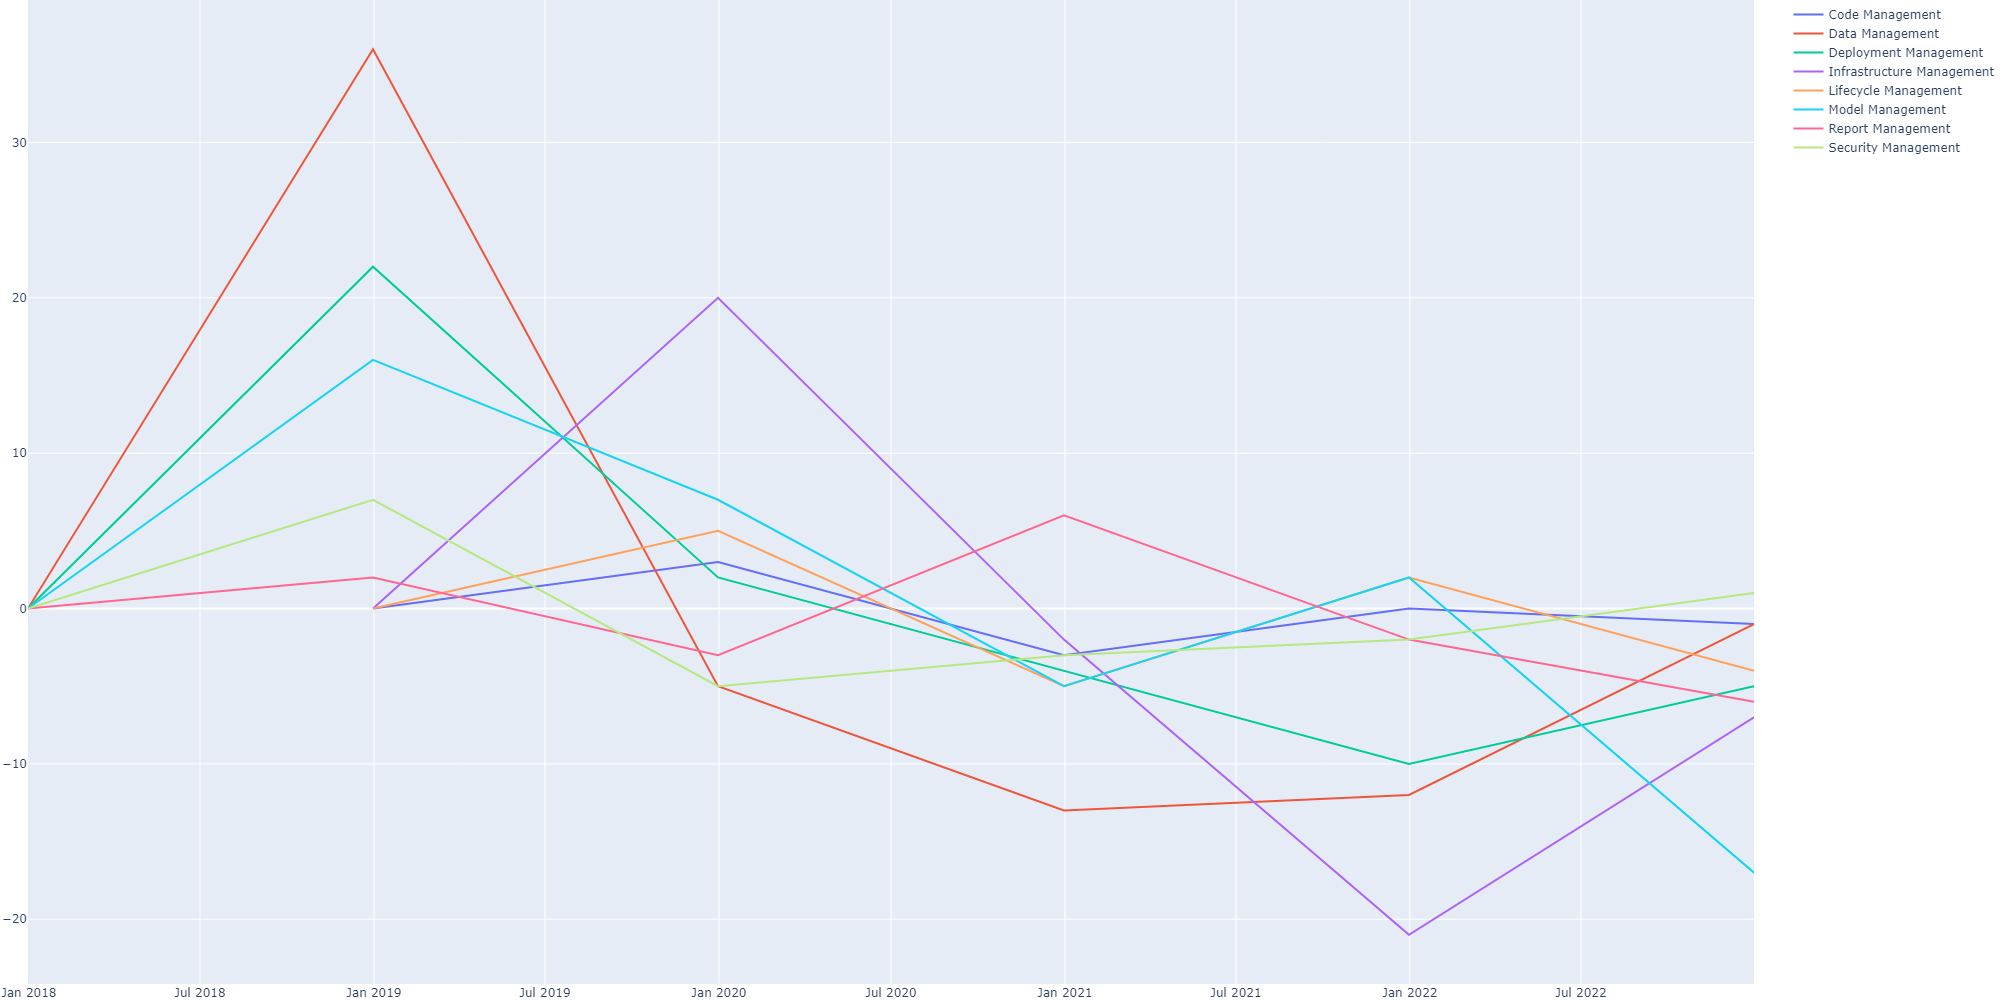 Code Management
Data Management
Deployment Management
Infrastructure Management
Lifecycle Management
Model Management
Report Management
Security Management
30
20
10
0
−10
−20
Jan 2018
Jul 2018
Jan 2019
Jul 2019
Jan 2020
Jul 2020
Jan 2021
Jul 2021
Jan 2022
Jul 2022